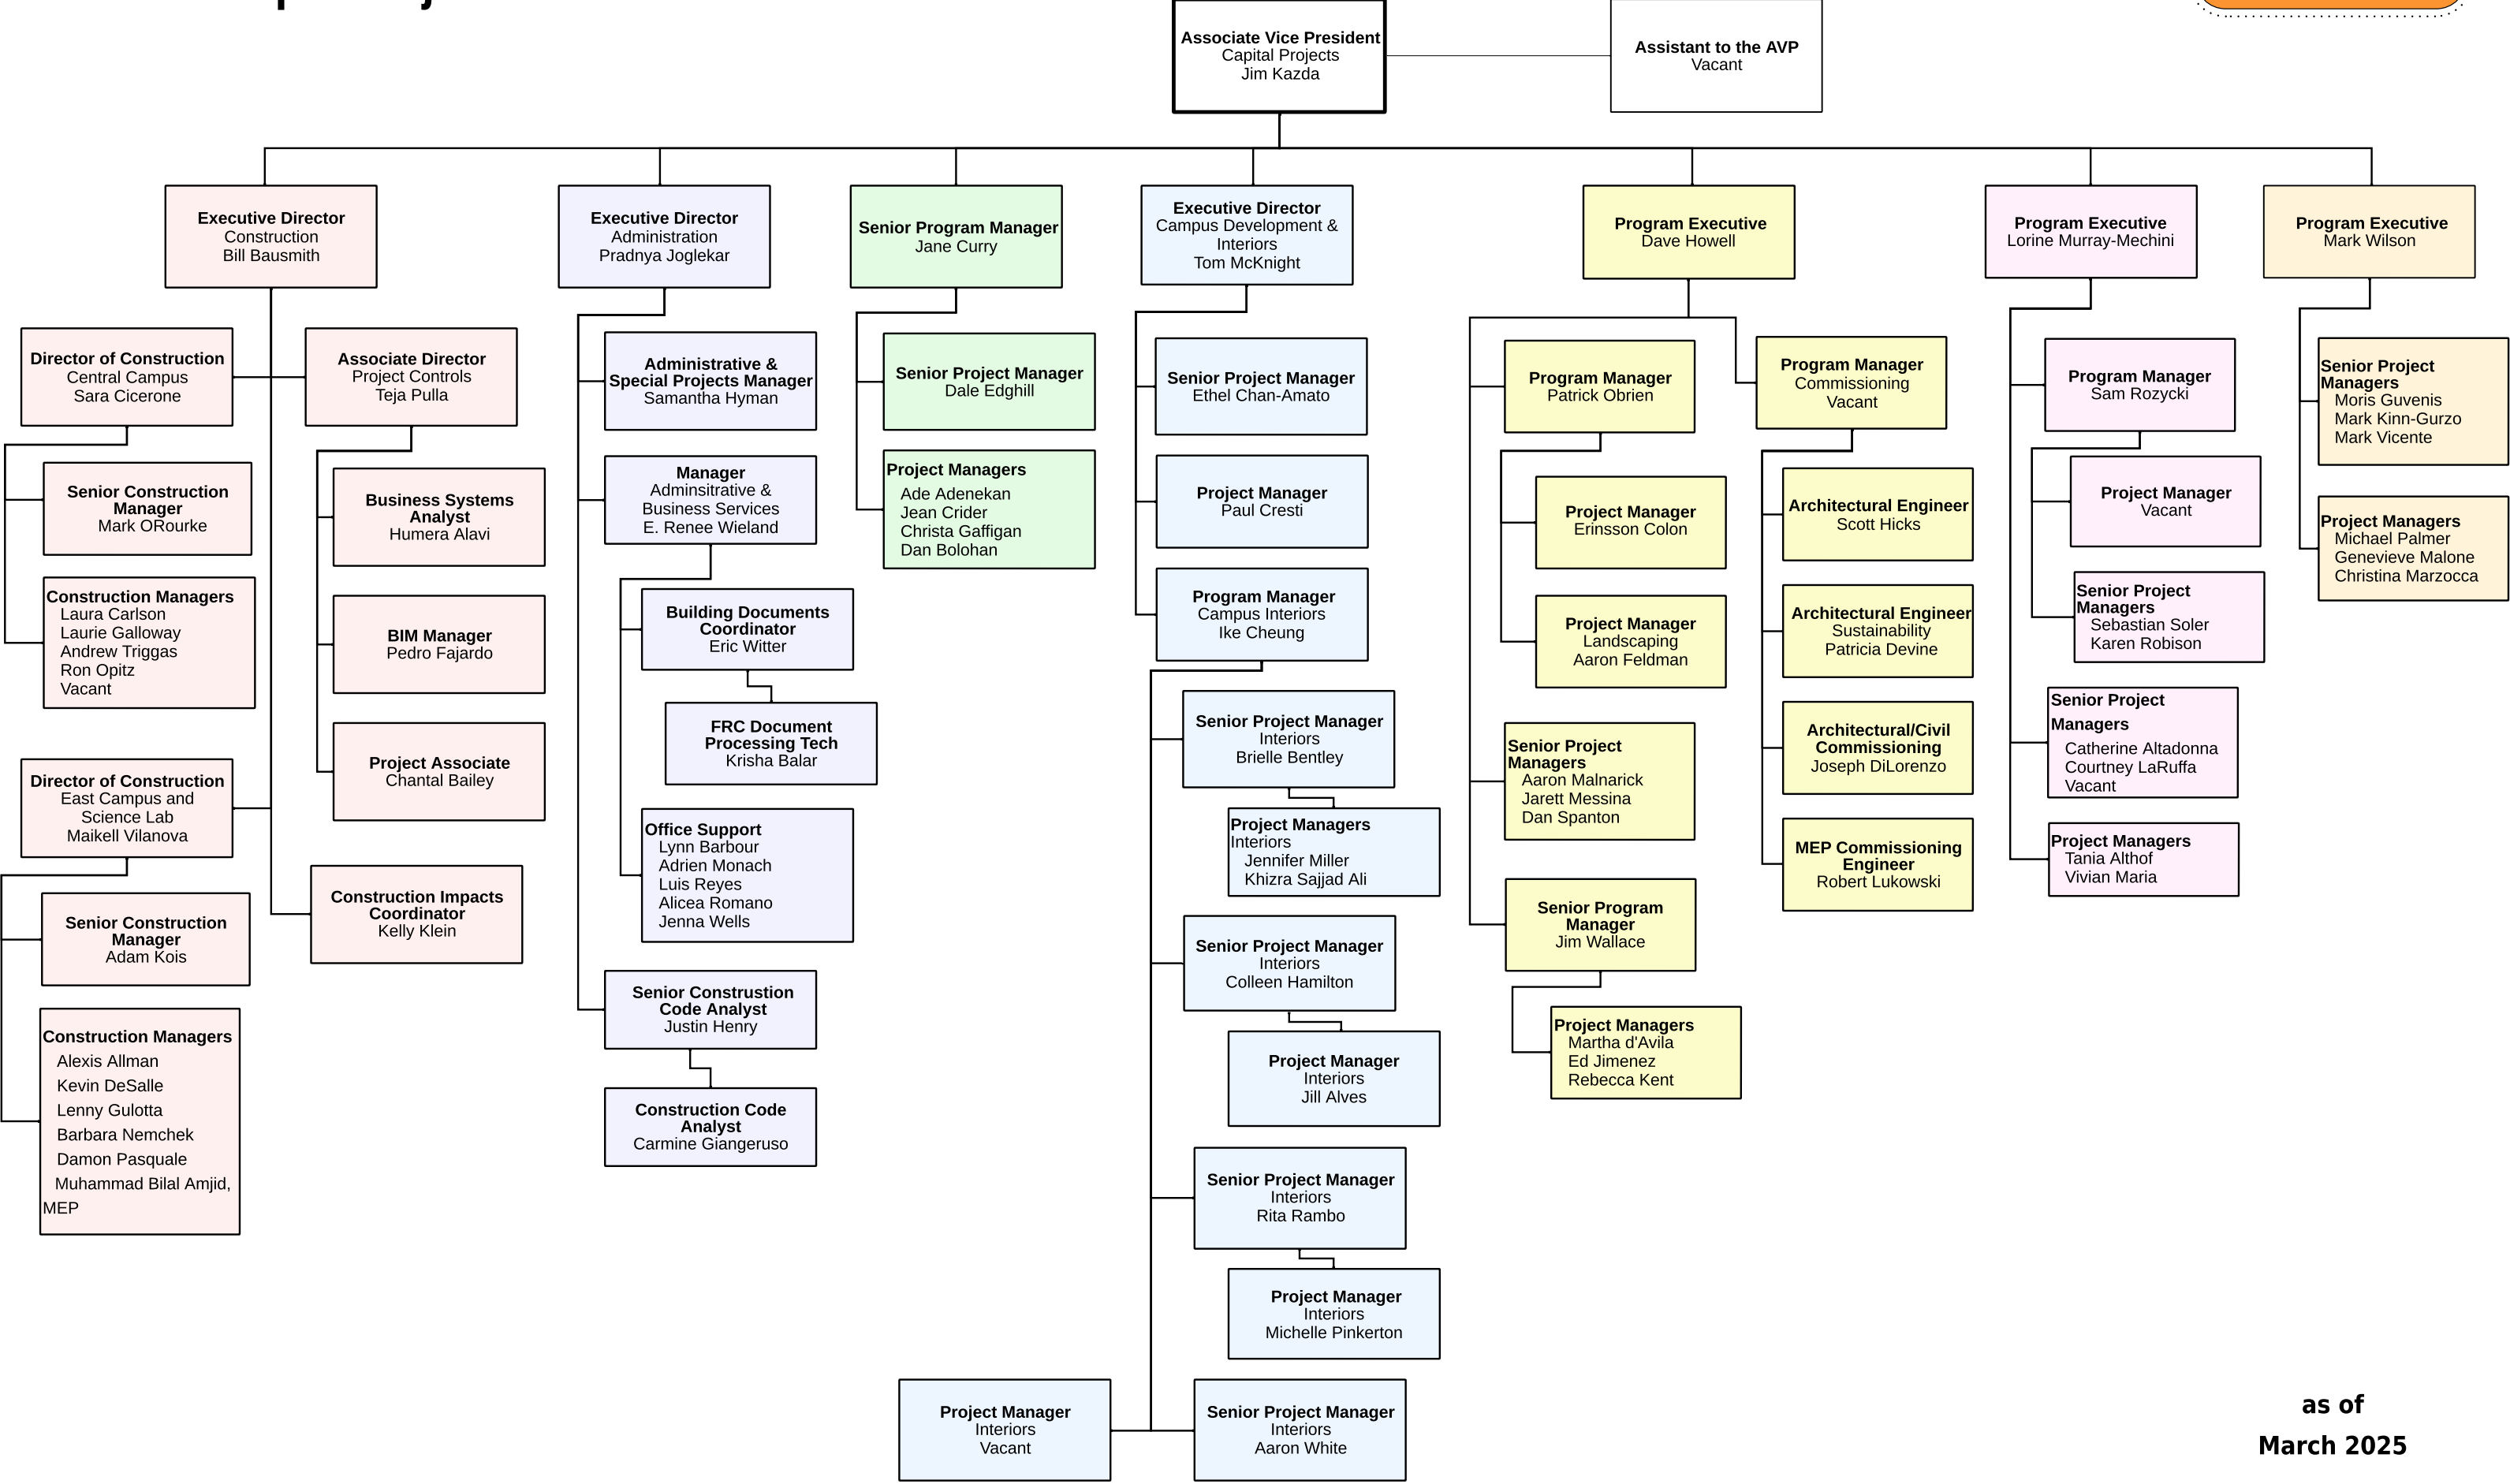 Associate Vice President
Capital Projects
Jim Kazda
Assistant to the AVP
Vacant
Executive Director
Construction
Bill Bausmith
Director of Construction
Central Campus
Sara Cicerone
Senior Construction
Manager
Mark ORourke
Construction Managers
Laura Carlson
Laurie Galloway
Andrew Triggas
Ron Opitz
Vacant
Director of Construction
East Campus and
Science Lab
Maikell Vilanova
Senior Construction
Manager
Adam Kois
Construction Managers
Alexis Allman
Kevin DeSalle
Lenny Gulotta
Barbara Nemchek
Damon Pasquale
Muhammad Bilal Amjid,
MEP
Associate Director
Project Controls
Teja Pulla
Business Systems
Analyst
Humera Alavi
BIM Manager
Pedro Fajardo
Project Associate
Chantal Bailey
Construction Impacts
Coordinator
Kelly Klein
Executive Director
Administration
Pradnya Joglekar
Administrative &
Special Projects Manager
Samantha Hyman
Manager
Adminsitrative &
Business Services
E. Renee Wieland
Building Documents
Coordinator
Eric Witter
FRC Document
Processing Tech
Krisha Balar
Office Support
Lynn Barbour
Adrien Monach
Luis Reyes
Alicea Romano
Jenna Wells
Senior Construstion
Code Analyst
Justin Henry
Construction Code
Analyst
Carmine Giangeruso
Senior Program Manager
Jane Curry
Senior Project Manager
Dale Edghill
Project Managers
Ade Adenekan
Jean Crider
Christa Gaffigan
Dan Bolohan
Executive Director
Campus Development &
Interiors
Tom McKnight
Senior Project Manager
Ethel Chan-Amato
Project Manager
Paul Cresti
Program Manager
Campus Interiors
Ike Cheung
Senior Project Manager
Interiors
Brielle Bentley
Project Managers
Interiors
Jennifer Miller
Khizra Sajjad Ali
Senior Project Manager
Interiors
Colleen Hamilton
Project Manager
Interiors
Jill Alves
Senior Project Manager
Interiors
Rita Rambo
Project Manager
Interiors
Michelle Pinkerton
Project Manager
Interiors
Vacant
Senior Project Manager
Interiors
Aaron White
Program Executive
Dave Howell
Program Manager
Patrick Obrien
Project Manager
Erinsson Colon
Project Manager
Landscaping
Aaron Feldman
Senior Project
Managers
Aaron Malnarick
Jarett Messina
Dan Spanton
Senior Program
Manager
Jim Wallace
Project Managers
Martha d'Avila
Ed Jimenez
Rebecca Kent
Program Manager
Commissioning
Vacant
Architectural Engineer
Scott Hicks
Architectural Engineer
Sustainability
Patricia Devine
Architectural/Civil
Commissioning
Joseph DiLorenzo
MEP Commissioning
Engineer
Robert Lukowski
Program Executive
Lorine Murray-Mechini
Program Manager
Sam Rozycki
Project Manager
Vacant
Senior Project
Managers
Sebastian Soler
Karen Robison
Senior Project
Managers
Catherine Altadonna
Courtney LaRuffa
Vacant
Project Managers
Tania Althof
Vivian Maria
Program Executive
Mark Wilson
Senior Project
Managers
Moris Guvenis
Mark Kinn-Gurzo
Mark Vicente
Project Managers
Michael Palmer
Genevieve Malone
Christina Marzocca
as of
March 2025